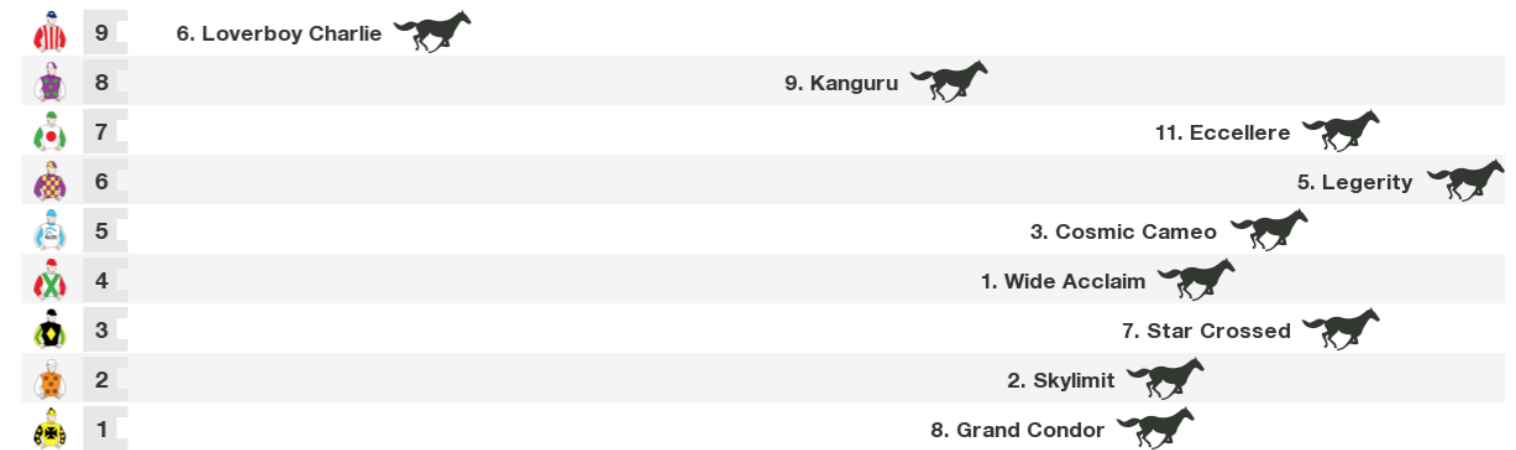 9 6. Loverboy Charlie
8 9. Kanguru
7 11. Eccellere
6 5. Legerity
5 3. Cosmic Cameo
4 1. Wide Acclaim
3 7. Star Crossed
2 2. Skylimit
1 8. Grand Condor